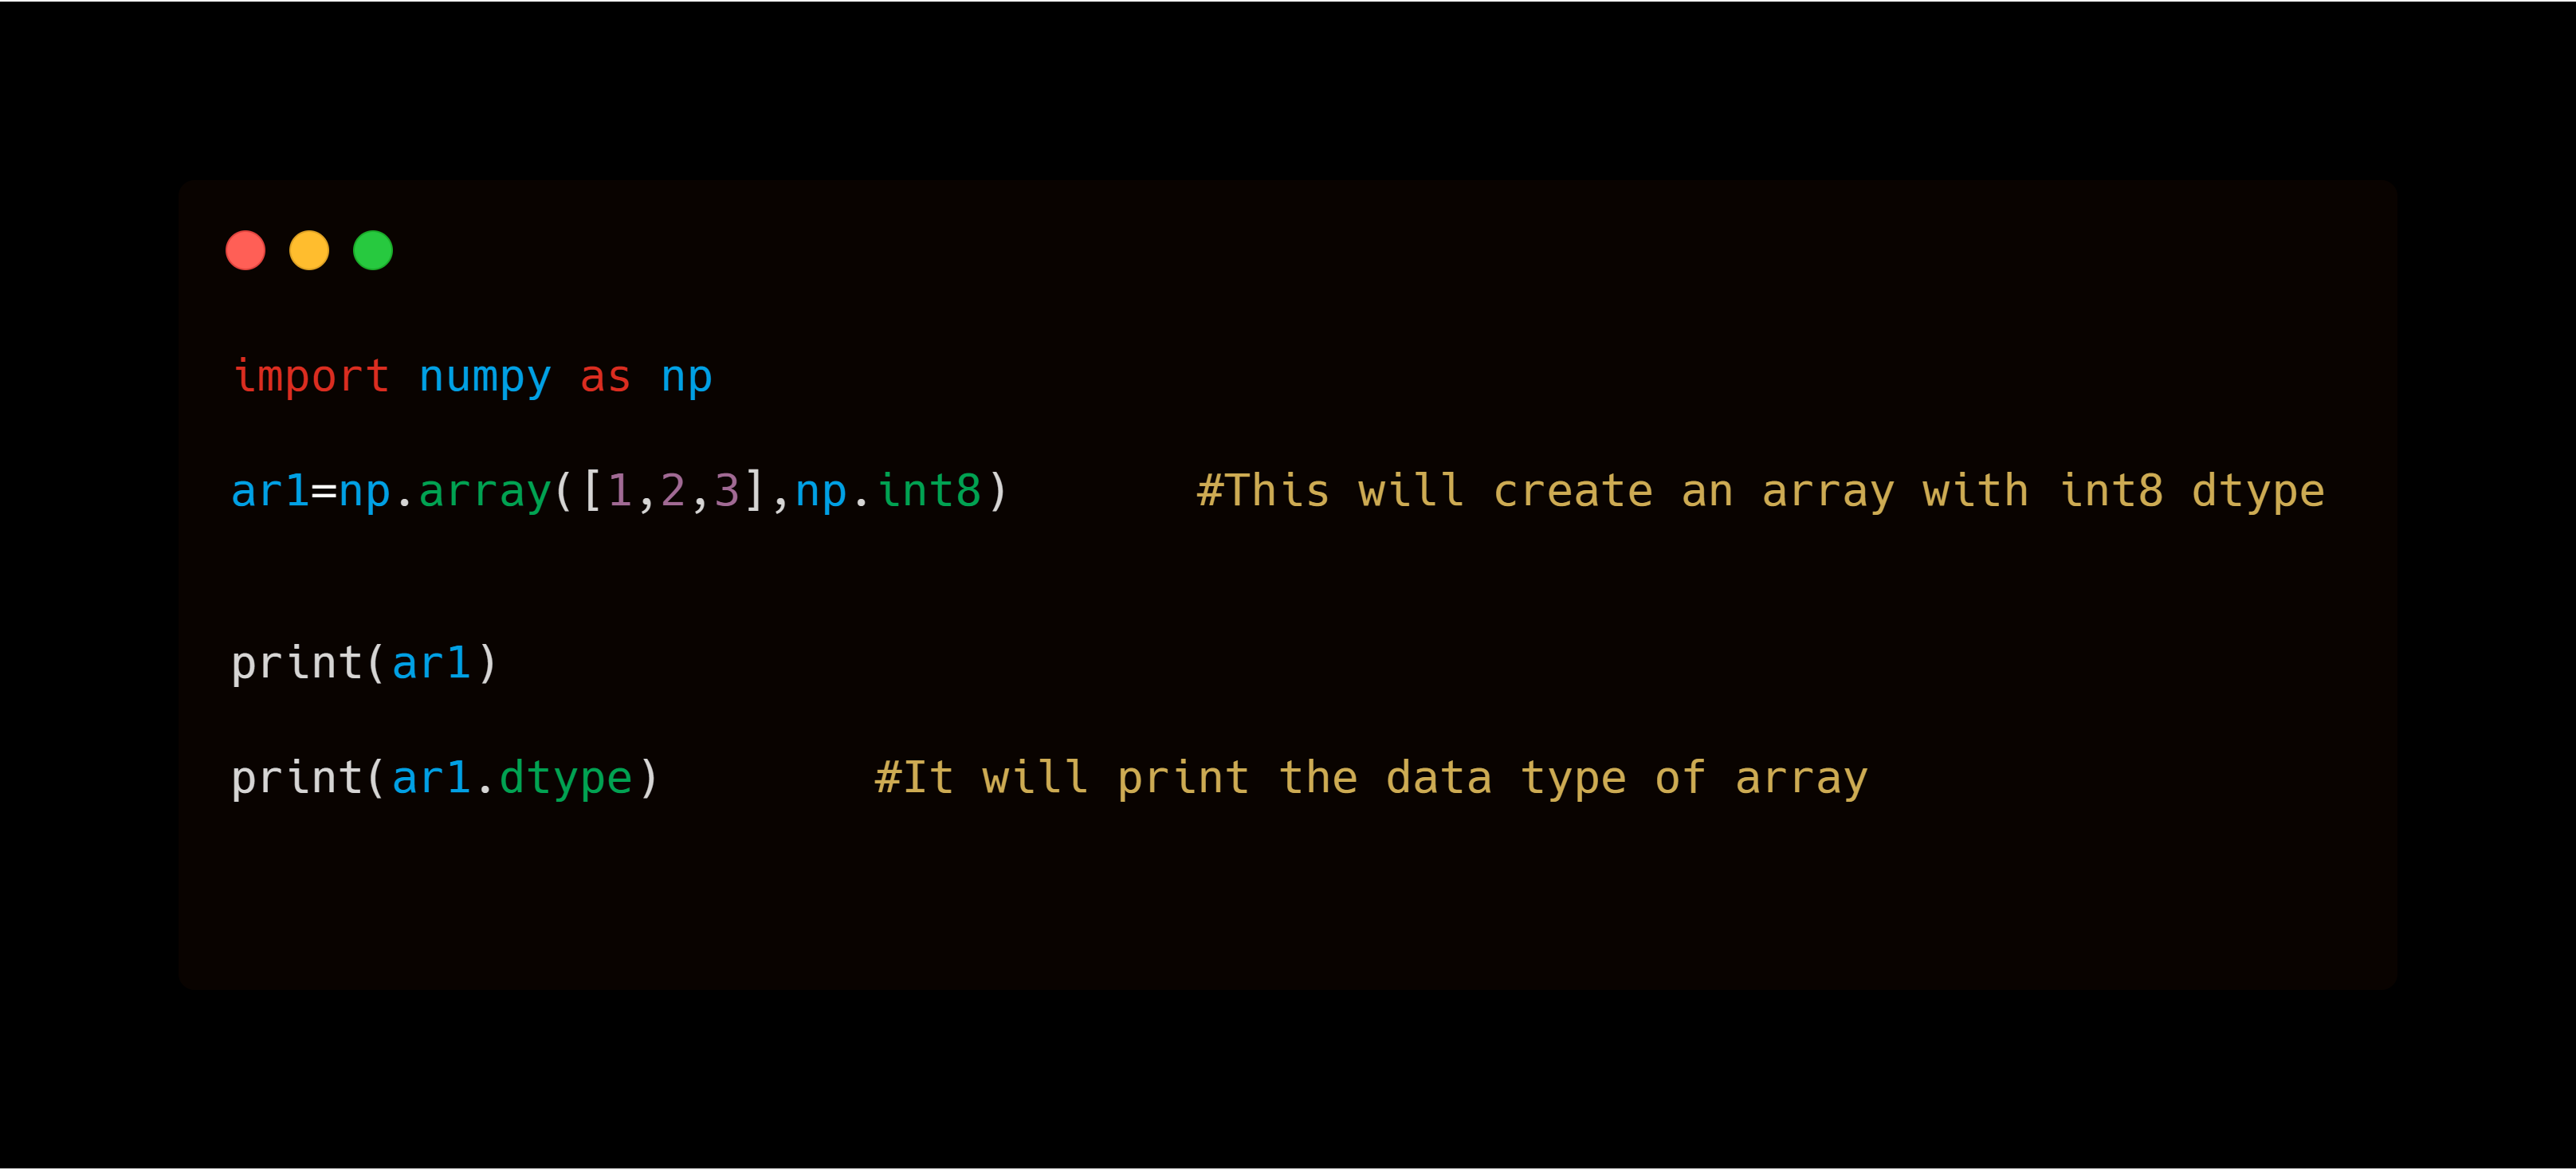 import numpy as np
ar1=np.array([1,2,3],np.int8)       #This will create an array with int8 dtype
print(ar1)
print(ar1.dtype)        #It will print the data type of array